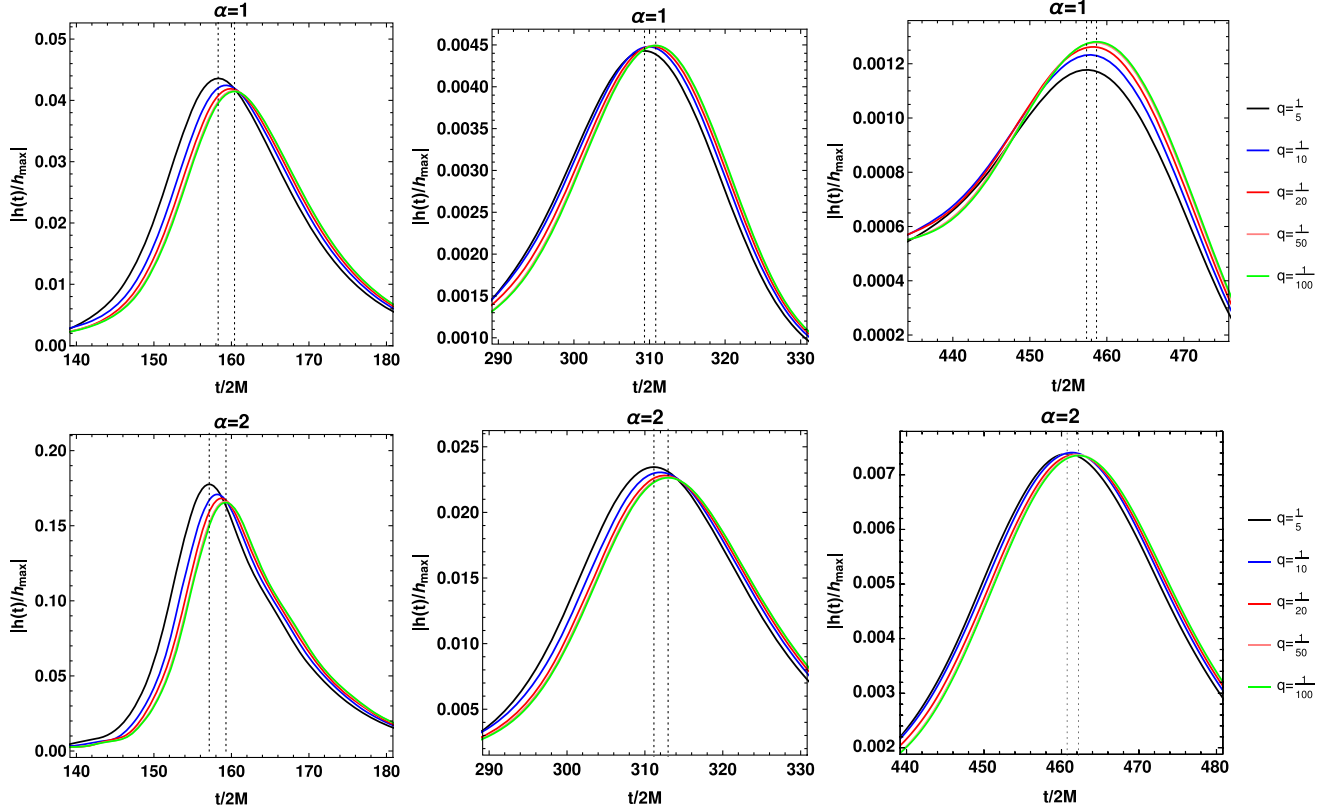 α=1
α=1
α=1
0.05
0.04
0.03
0.02
0.01
0.00
|h(t)/hmax|
140 150 160 170 180
t/2M
0.0045
0.0040
0.0035
0.0030
0.0025
0.0020
0.0015
0.0010
|h(t)/hmax|
290 300 310 320 330
t/2M
0.0012
0.0010
0.0008
0.0006
0.0004
0.0002
|h(t)/hmax|
440 450 460 470
t/2M
q=1/5
q=1/10
q=1/20
q=1/50
q=1/100
α=2
α=2
α=2
0.20
0.15
0.10
0.05
0.00
|h(t)/hmax|
140 150 160 170 180
t/2M
0.025
0.020
0.015
0.010
0.005
|h(t)/hmax|
290 300 310 320 330
t/2M
0.007
0.006
0.005
0.004
0.003
0.002
|h(t)/hmax|
440 450 460 470 480
t/2M
q=1/5
q=1/10
q=1/20
q=1/50
q=1/100